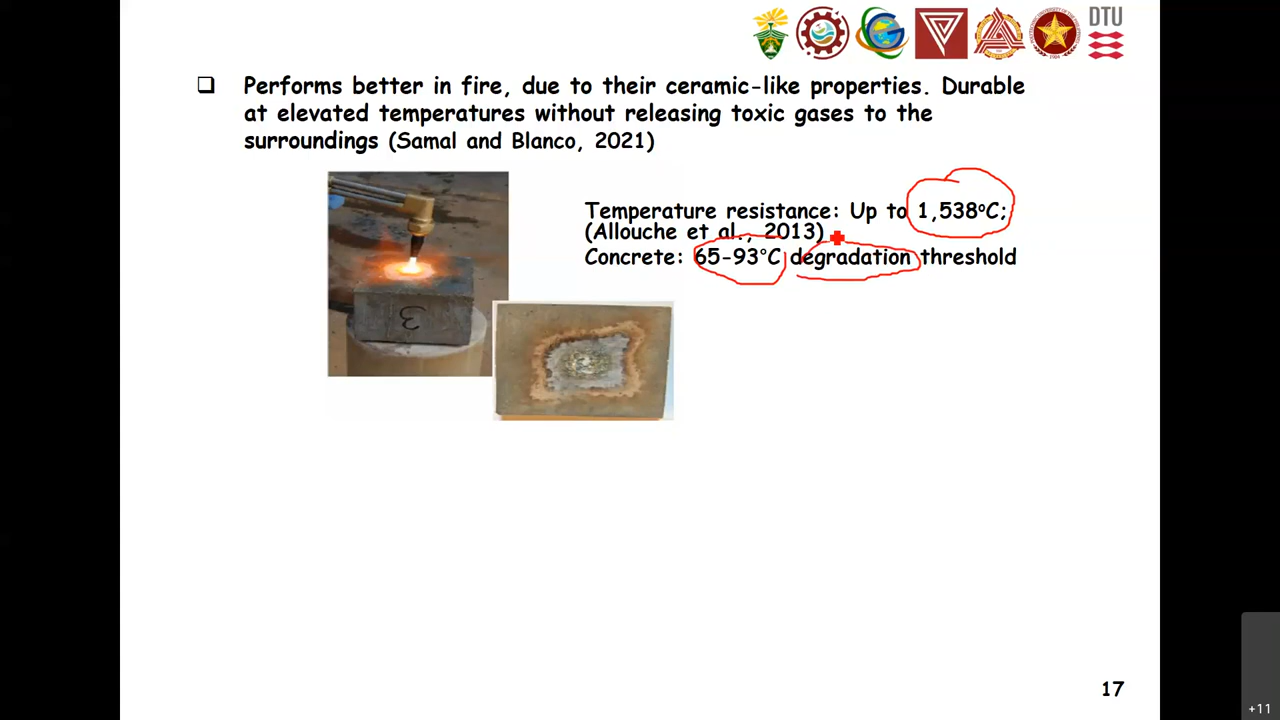 DTU
Performs better in fire, due to their ceramic-like properties. Durable
at elevated temperatures without releasing toxic gases to the
surroundings (Samal and Blanco, 2021)
Temperature resistance: Up to 1,538°C;
(Allouche et al., 2013)
Concrete: 65-93°C degradation threshold
3
17
+11